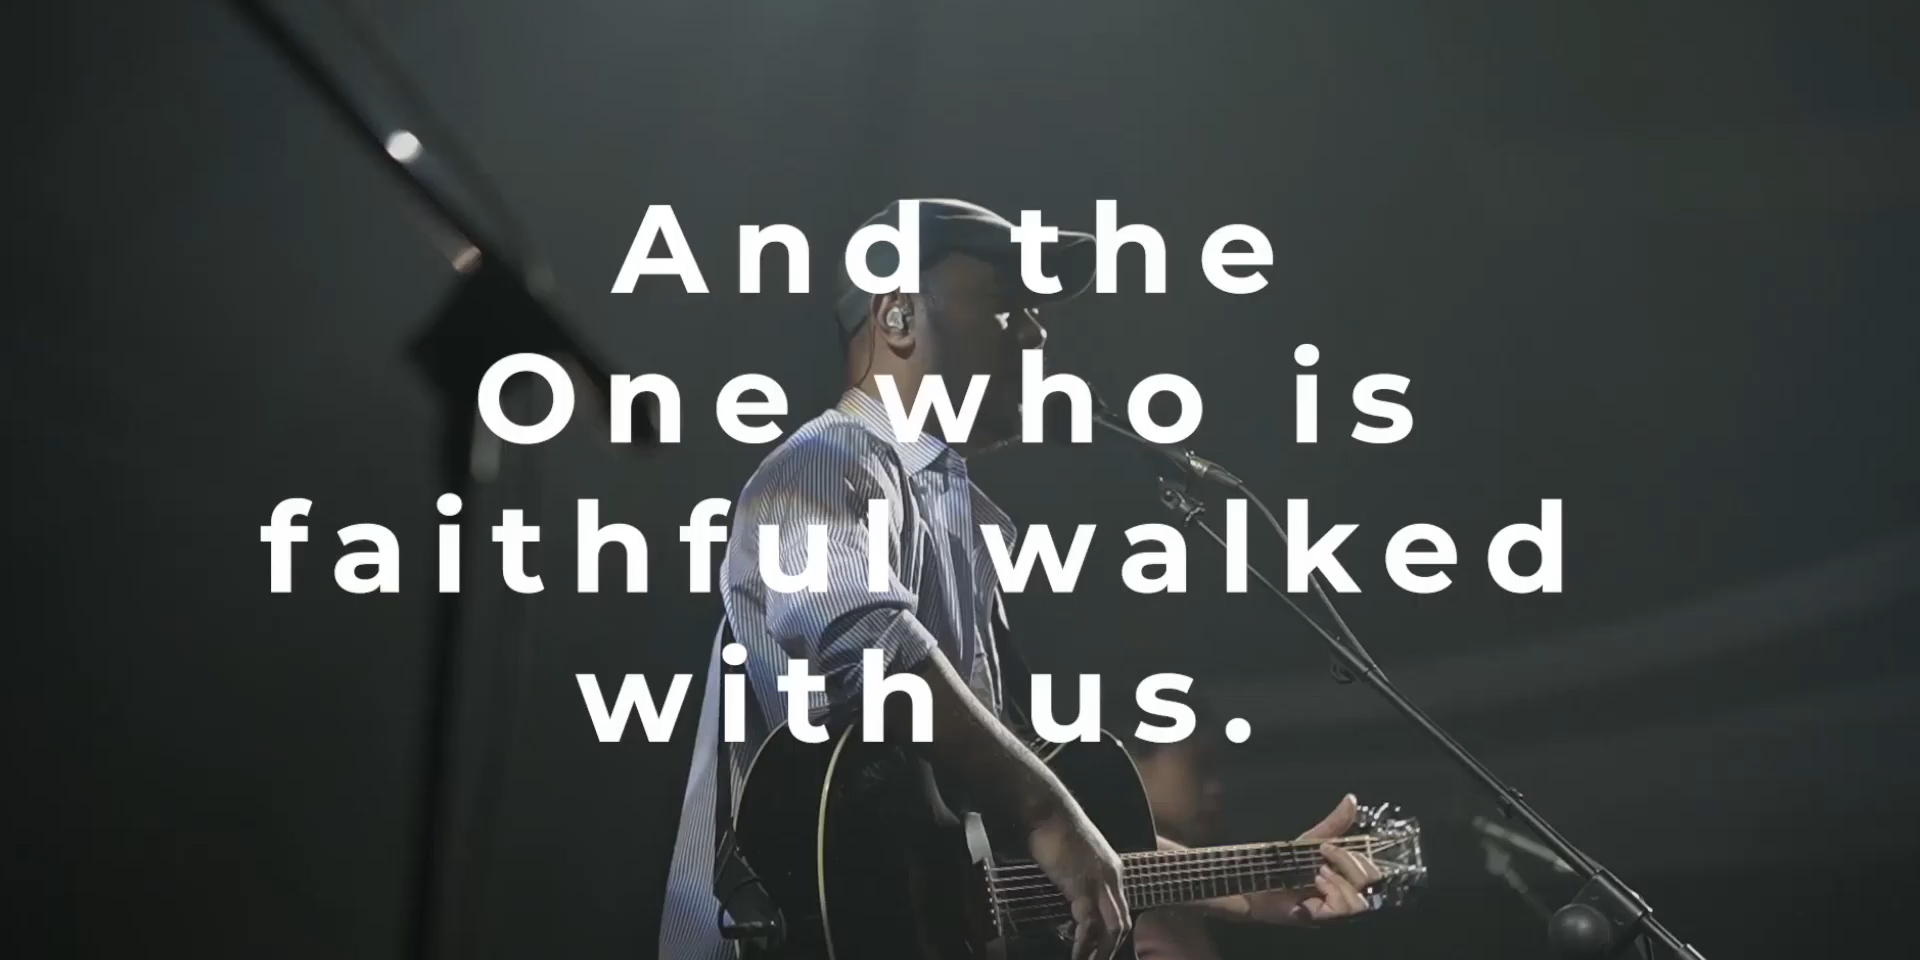 And the
One who is
faithful walked
with us.